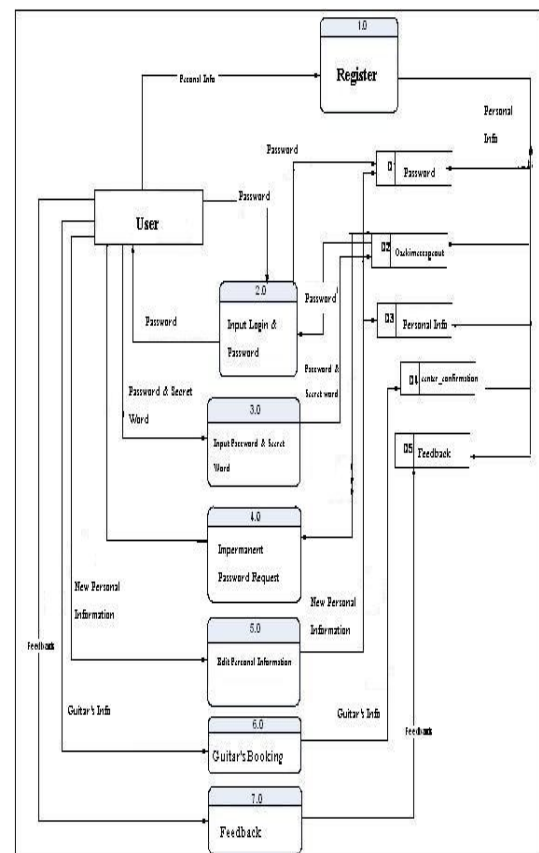 1.0
Register
Personal Info
Personal
Info
Password
D1
Password
Password
User
D2
2.0
Input Login &
Password
Password
Password
D3
Personal Info
Password &
Secret word
D4
center_confirmation
Password & Secret
Word
3.0
Input Password & Secret
Word
D5
Feedback
4.0
Impermanent
Password Request
New Personal
Information
5.0
Edit Personal Information
New Personal
Information
Feedback
Guitar's Info
6.0
Guitar's Booking
Guitar's Info
Feedback
7.0
Feedback